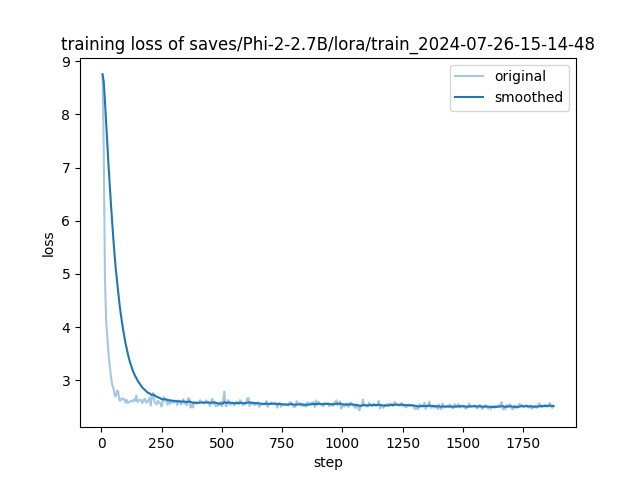 training loss of saves/Phi-2-2.7B/lora/train_2024-07-26-15-14-48
9
8
7
6
5
4
3
loss
original
smoothed
0 250 500 750 1000 1250 1500 1750
step